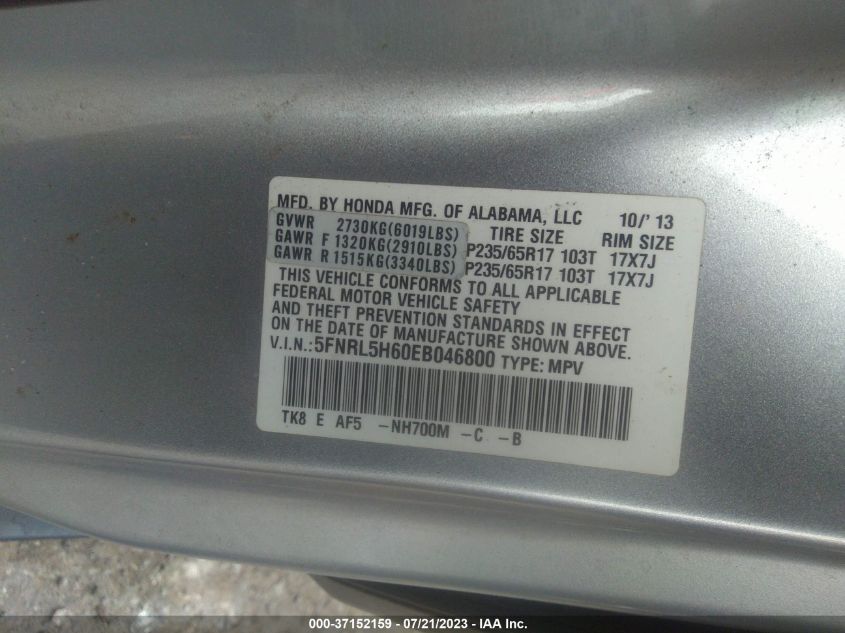 MFD. BY HONDA MFG. OF ALABAMA, LLC 10/'13
GVWR 2730KG(6019LBS) TIRE SIZE RIM SIZE
GAWR F 1320KG(2910LBS) P235/65R17 103T 17X7J
GAWR R 1515KG(3340LBS) P235/65R17 103T 17X7J
THIS VEHICLE CONFORMS TO ALL APPLICABLE
FEDERAL MOTOR VEHICLE SAFETY
AND THEFT PREVENTION STANDARDS IN EFFECT
ON THE DATE OF MANUFACTURE SHOWN ABOVE.
V.I.N.: 5FNRL5H60EB046800 TYPE: MPV
TK8 E AF5 -NH700M -C -B
000-37152159 - 07/21/2023 - IAA Inc.